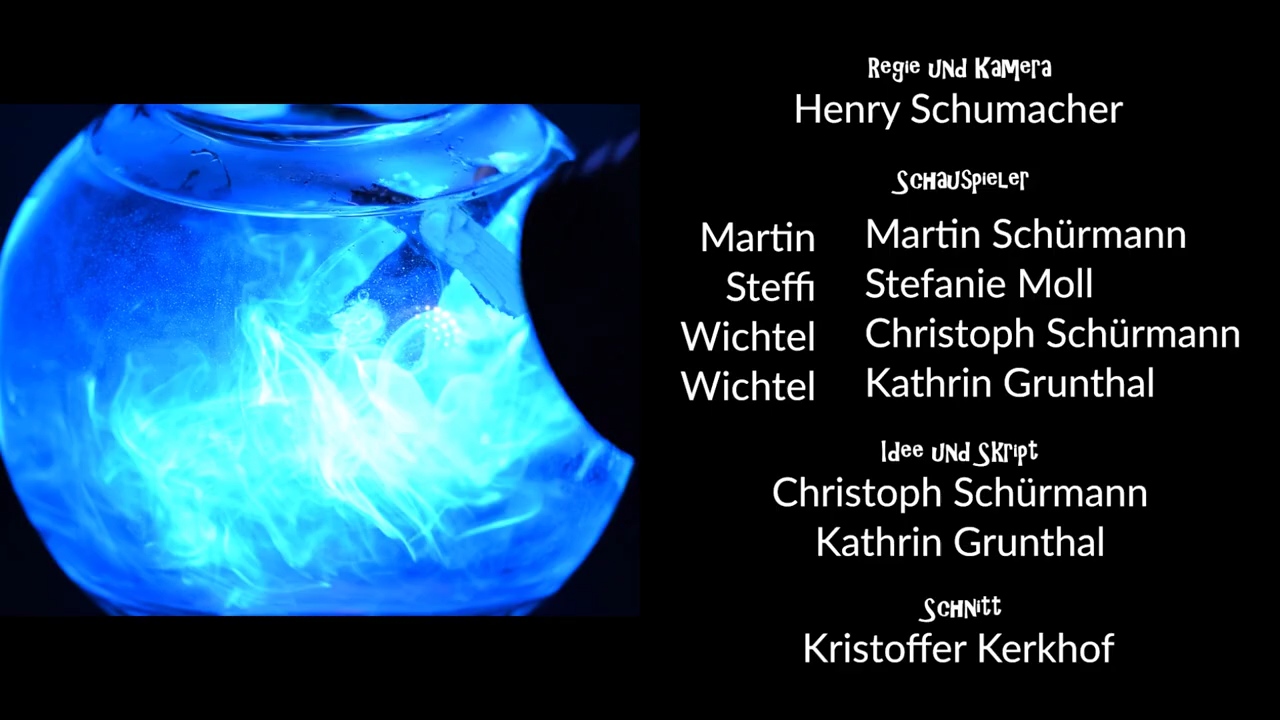 Regie und Kamera
Henry Schumacher
Schauspieler
Martin Martin Schürmann
Steffi Stefanie Moll
Wichtel Christoph Schürmann
Wichtel Kathrin Grunthal
Idee und Skript
Christoph Schürmann
Kathrin Grunthal
Schnitt
Kristoffer Kerkhof